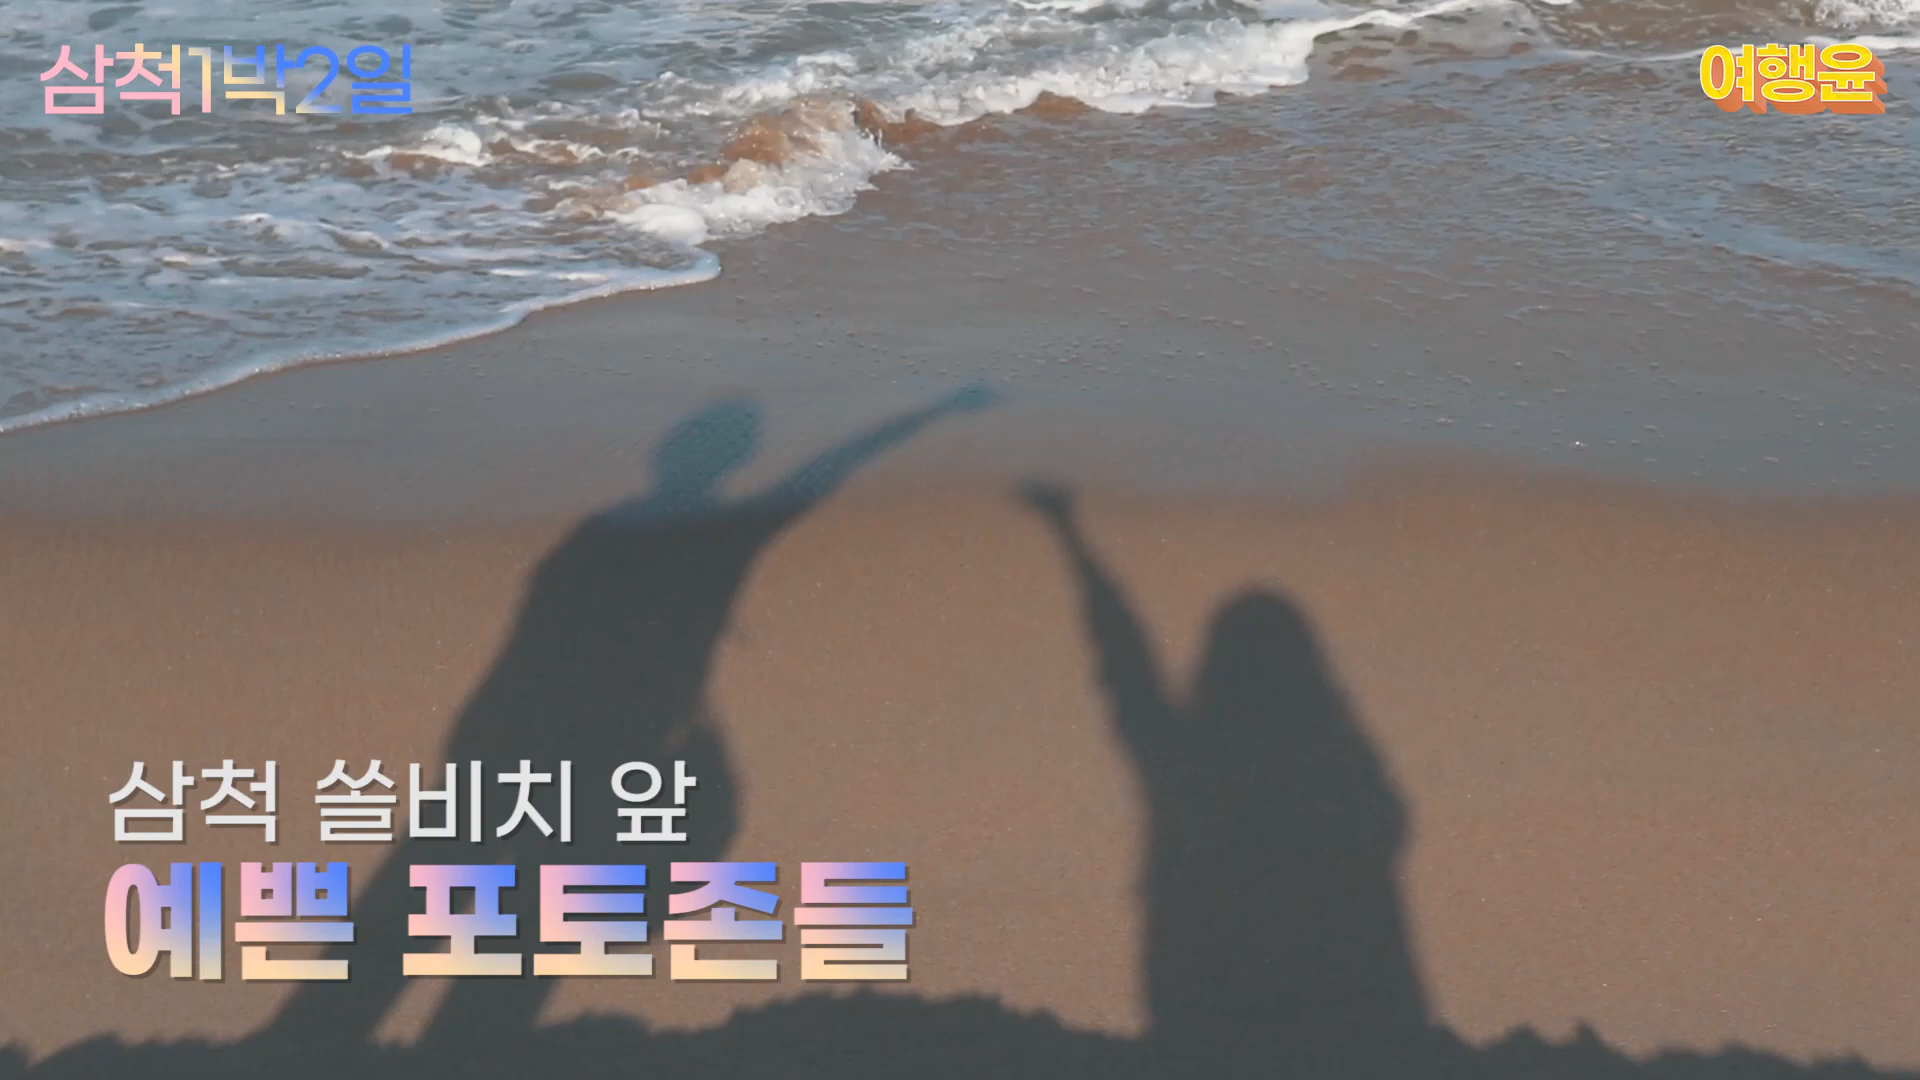 삼척1박2일
여행윤
삼척 쏠비치 앞
예쁜 포토존들